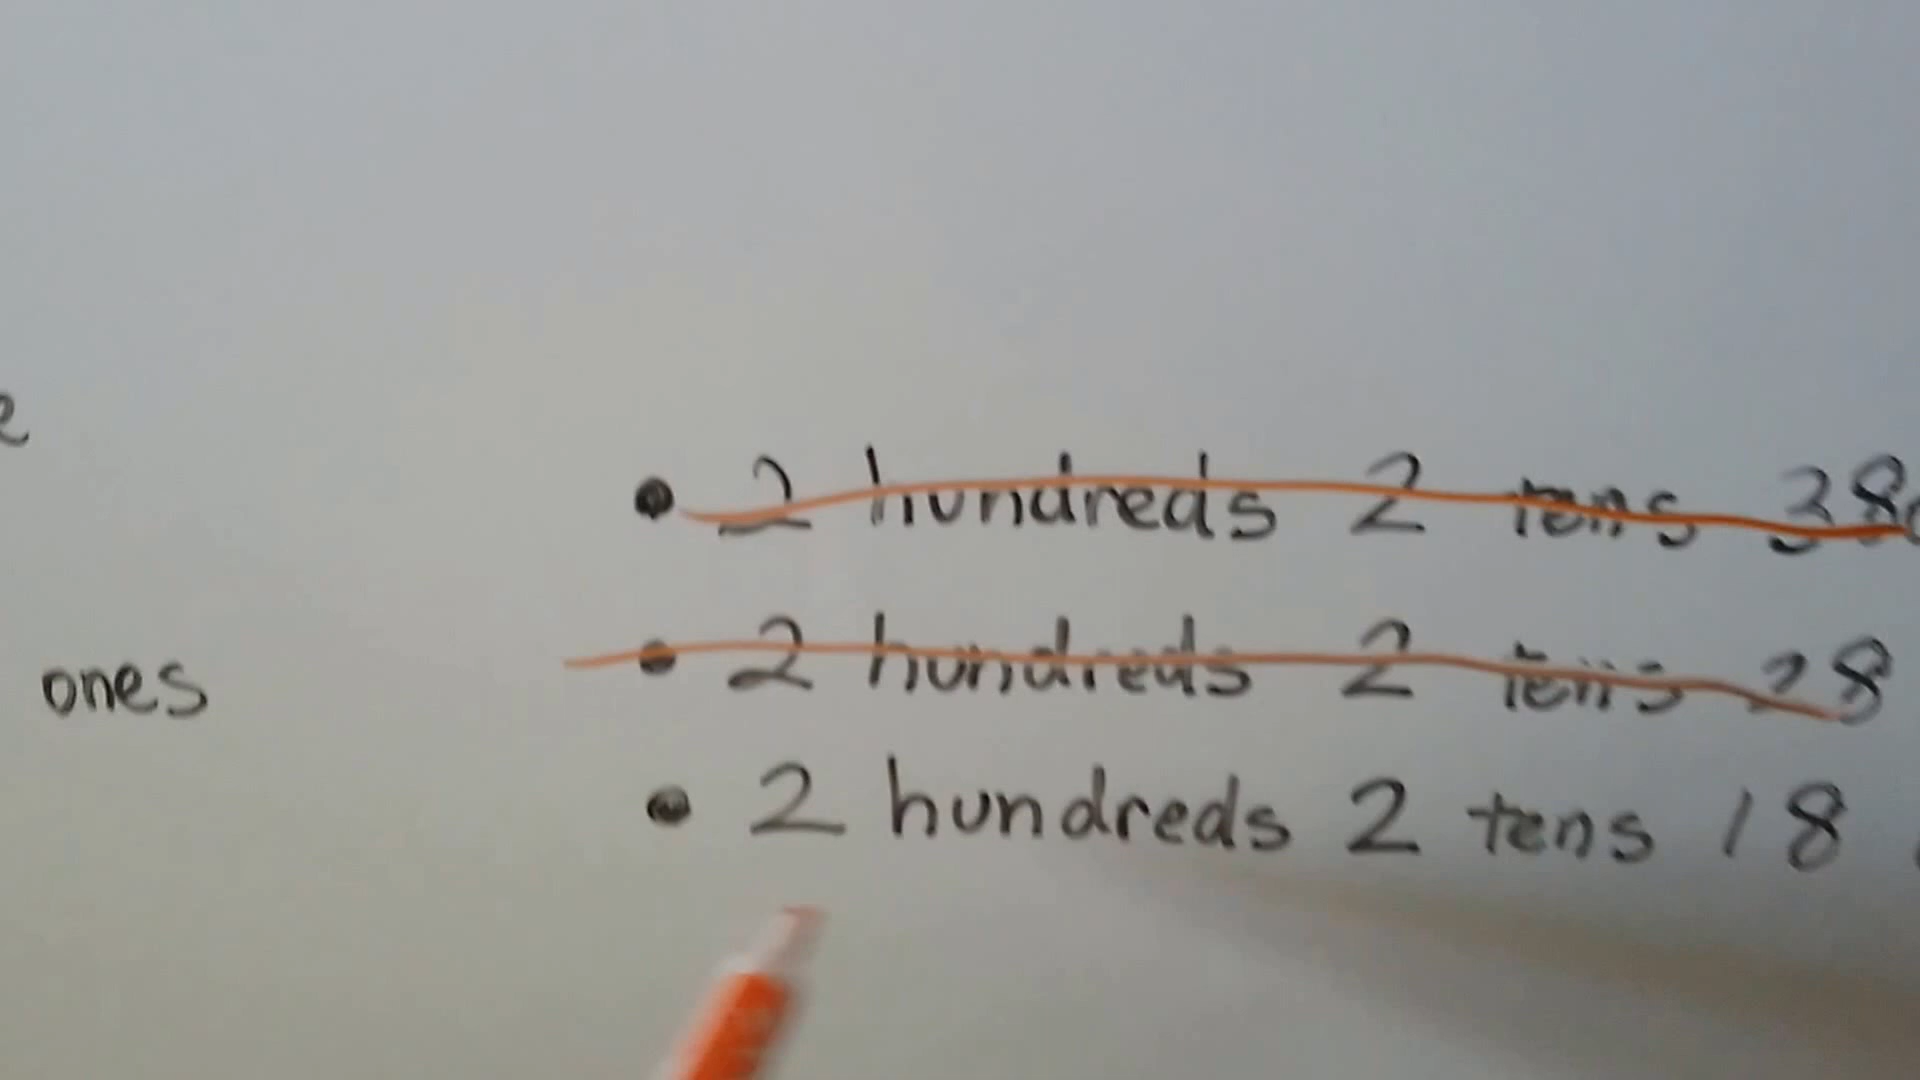 e
2 hundreds 2 tens 38
2 hundreds 2 tens 28
ones
2 hundreds 2 tens 18